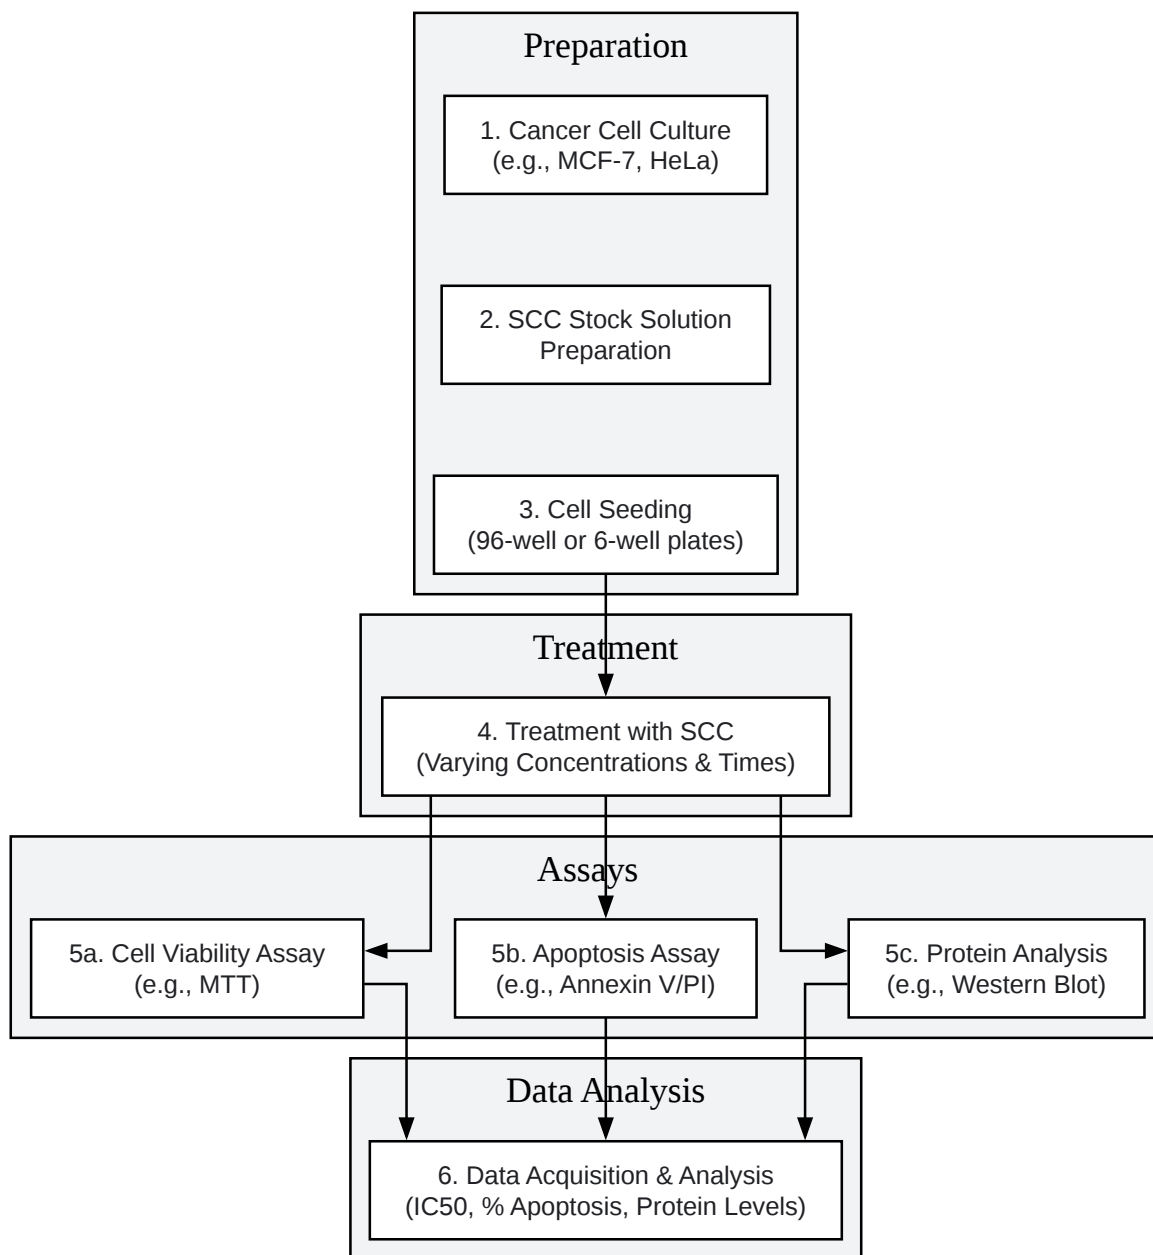 Preparation
1. Cancer Cell Culture
(e.g., MCF-7, HeLa)
2. SCC Stock Solution
Preparation
3. Cell Seeding
(96-well or 6-well plates)
Treatment
4. Treatment with SCC
(Varying Concentrations & Times)
Assays
5a. Cell Viability Assay
(e.g., MTT)
5b. Apoptosis Assay
(e.g., Annexin V/PI)
5c. Protein Analysis
(e.g., Western Blot)
Data Analysis
6. Data Acquisition & Analysis
(IC50, % Apoptosis, Protein Levels)